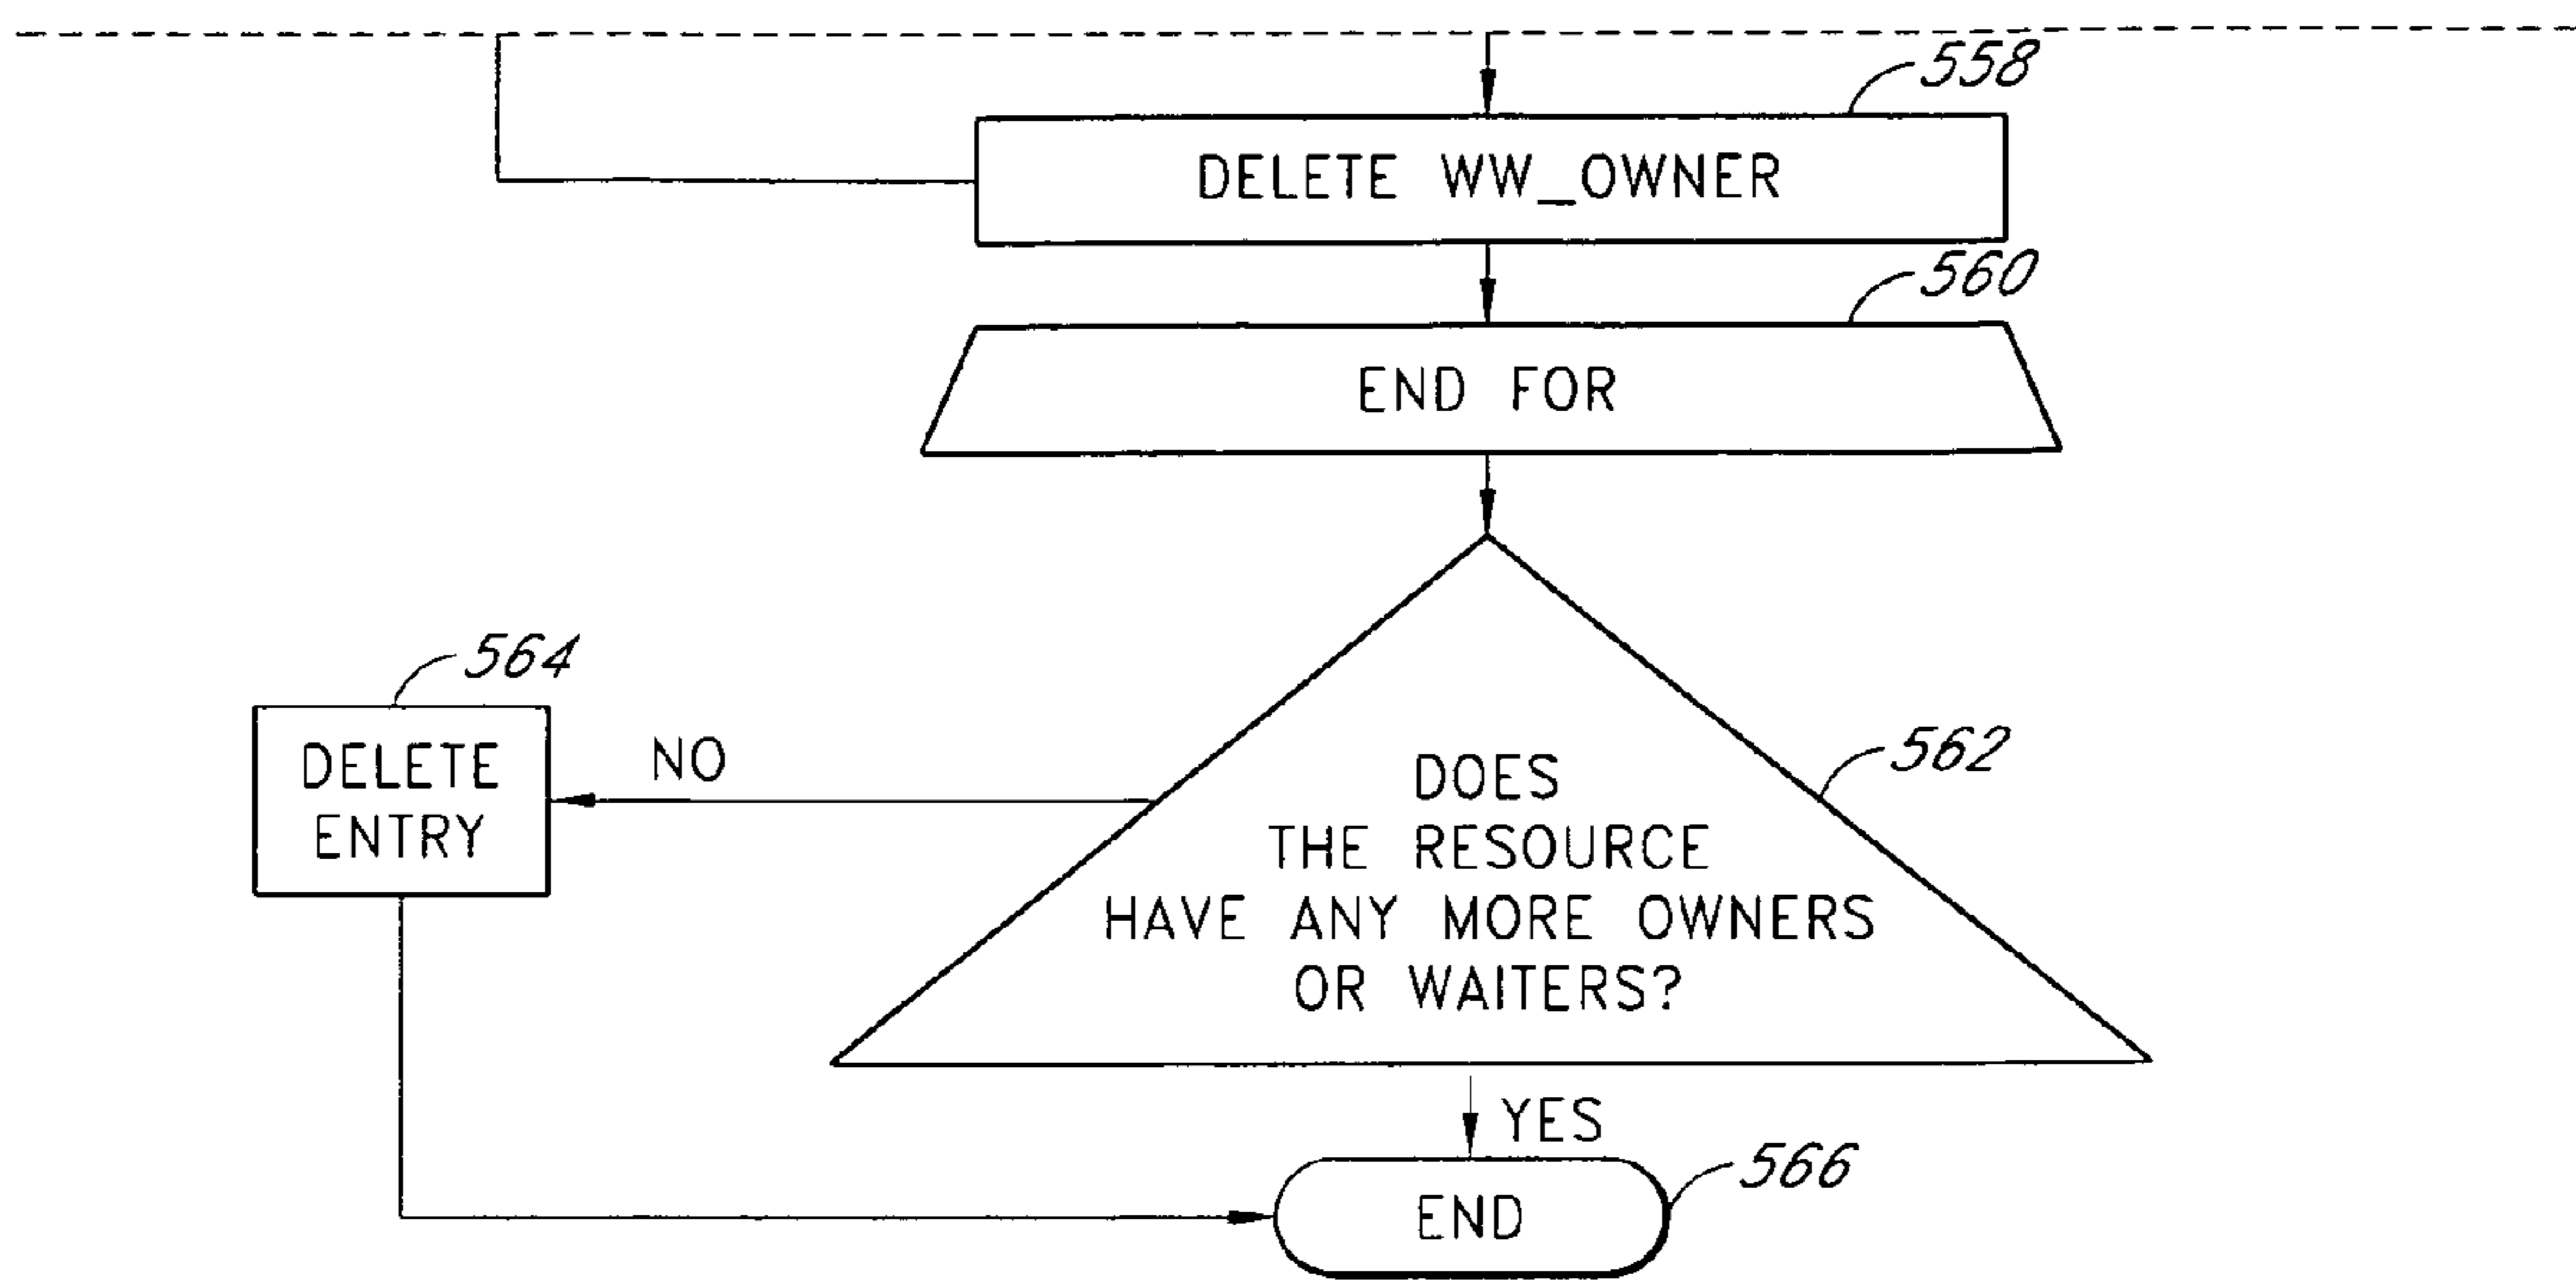 558
DELETE WW_OWNER
560
END FOR
564
DELETE
ENTRY
NO
562
DOES
THE RESOURCE
HAVE ANY MORE OWNERS
OR WAITERS?
YES
566
END